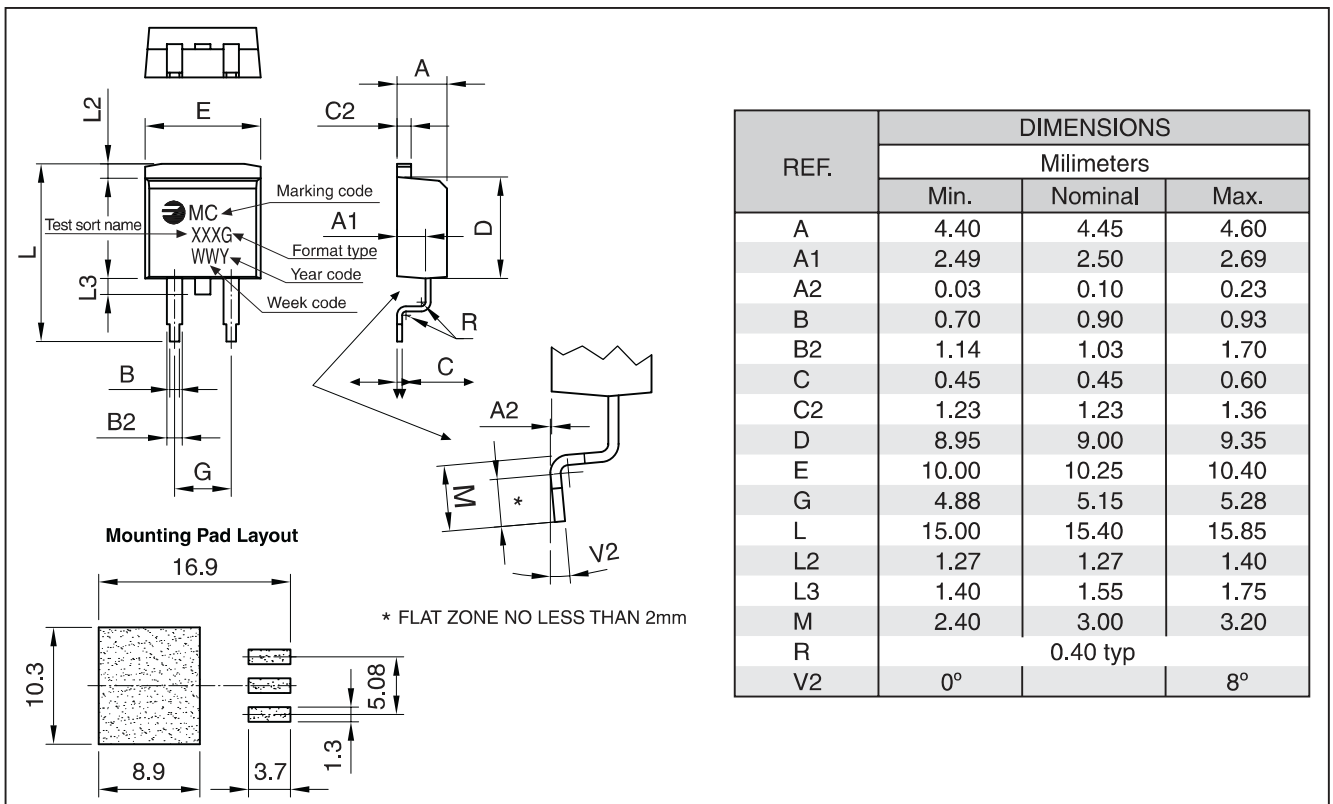 A
C2
L2
E
MC
Marking code
Test sort name
XXXG
Format type
WWY
Year code
Week code
A1
D
L
L3
R
B
C
B2
A2
G
M
*
V2
* FLAT ZONE NO LESS THAN 2mm
Mounting Pad Layout
16.9
10.3
5.08
1.3
8.9
3.7
REF. DIMENSIONS
Milimeters
Min. Nominal Max.
A 4.40 4.45 4.60
A1 2.49 2.50 2.69
A2 0.03 0.10 0.23
B 0.70 0.90 0.93
B2 1.14 1.03 1.70
C 0.45 0.45 0.60
C2 1.23 1.23 1.36
D 8.95 9.00 9.35
E 10.00 10.25 10.40
G 4.88 5.15 5.28
L 15.00 15.40 15.85
L2 1.27 1.27 1.40
L3 1.40 1.55 1.75
M 2.40 3.00 3.20
R 0.40 typ
V2 0° 8°